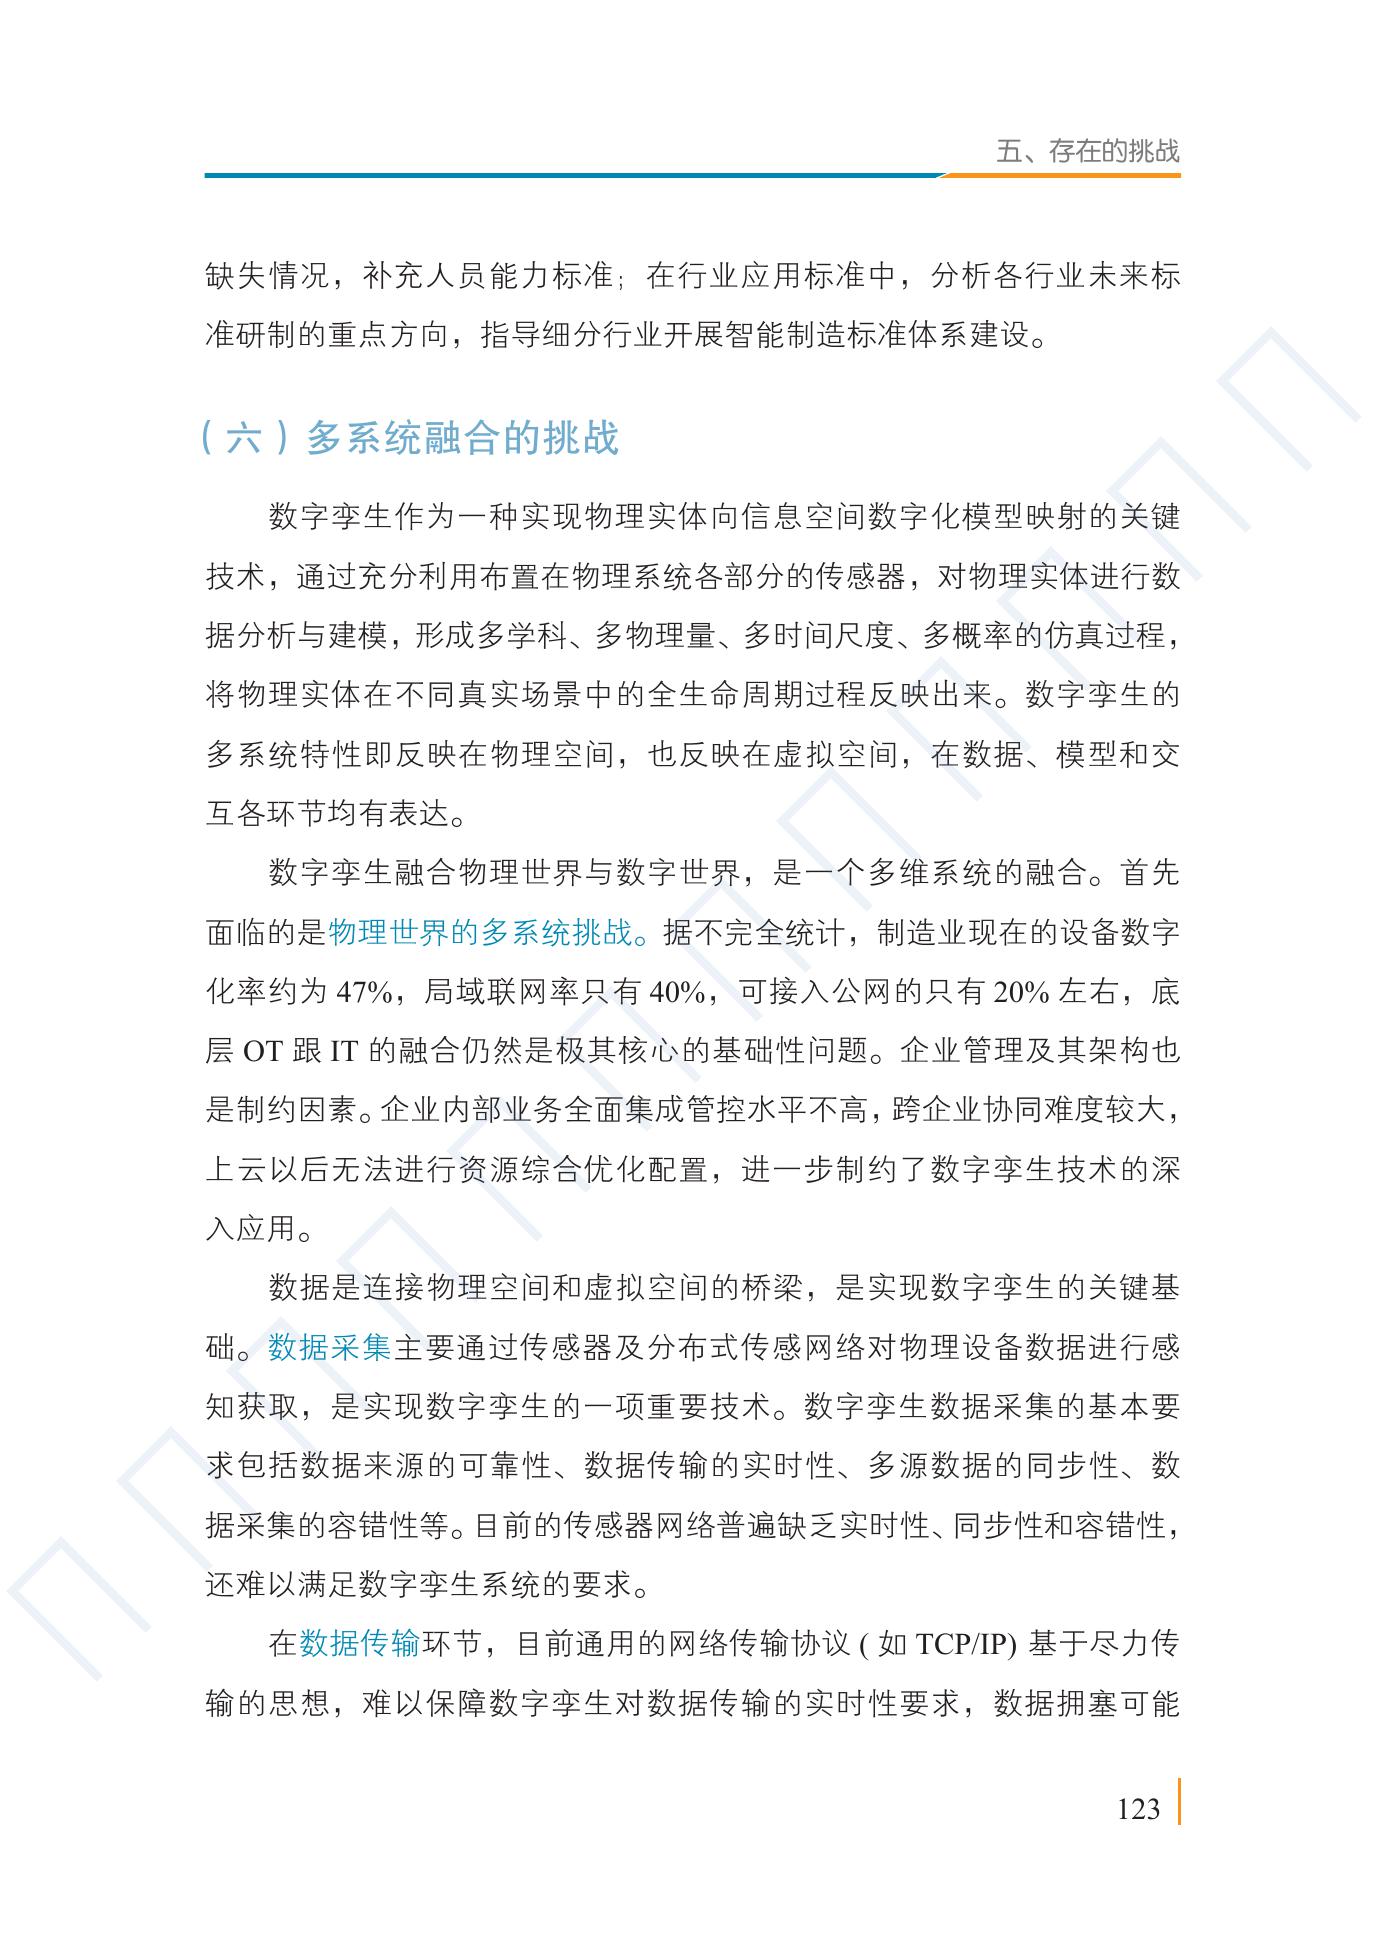 五、存在的挑战
缺失情况，补充人员能力标准；在行业应用标准中，分析各行业未来标
准研制的重点方向，指导细分行业开展智能制造标准体系建设。
（六）多系统融合的挑战
数字孪生作为一种实现物理实体向信息空间数字化模型映射的关键
技术，通过充分利用布置在物理系统各部分的传感器，对物理实体进行数
据分析与建模，形成多学科、多物理量、多时间尺度、多概率的仿真过程，
将物理实体在不同真实场景中的全生命周期过程反映出来。数字孪生的
多系统特性即反映在物理空间，也反映在虚拟空间，在数据、模型和交
互各环节均有表达。
数字孪生融合物理世界与数字世界，是一个多维系统的融合。首先
面临的是物理世界的多系统挑战。据不完全统计，制造业现在的设备数字
化率约为 47%，局域联网率只有 40%，可接入公网的只有 20% 左右，底
层 OT 跟 IT 的融合仍然是极其核心的基础性问题。企业管理及其架构也
是制约因素。企业内部业务全面集成管控水平不高，跨企业协同难度较大，
上云以后无法进行资源综合优化配置，进一步制约了数字孪生技术的深
入应用。
数据是连接物理空间和虚拟空间的桥梁，是实现数字孪生的关键基
础。数据采集主要通过传感器及分布式传感网络对物理设备数据进行感
知获取，是实现数字孪生的一项重要技术。数字孪生数据采集的基本要
求包括数据来源的可靠性、数据传输的实时性、多源数据的同步性、数
据采集的容错性等。目前的传感器网络普遍缺乏实时性、同步性和容错性，
还难以满足数字孪生系统的要求。
在数据传输环节，目前通用的网络传输协议 ( 如 TCP/IP) 基于尽力传
输的思想，难以保障数字孪生对数据传输的实时性要求，数据拥塞可能
123